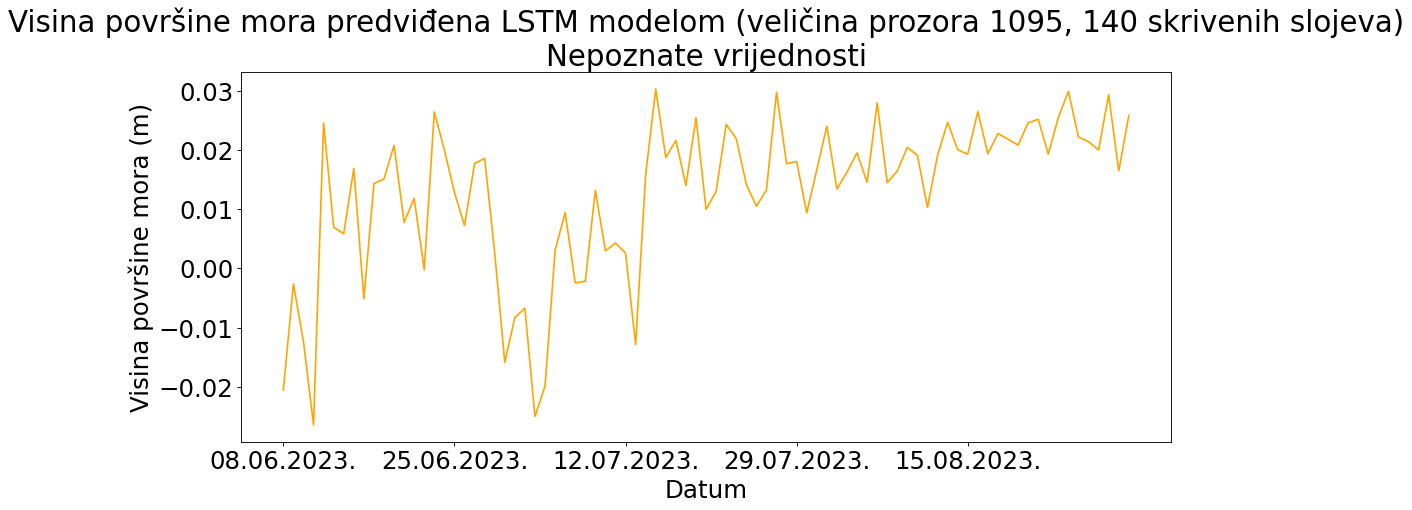 Visina površine mora predviđena LSTM modelom (veličina prozora 1095, 140 skrivenih slojeva)
Nepoznate vrijednosti
Visina površine mora (m)
0.03
0.02
0.01
0.00
−0.01
−0.02
08.06.2023. 25.06.2023. 12.07.2023. 29.07.2023. 15.08.2023.
Datum